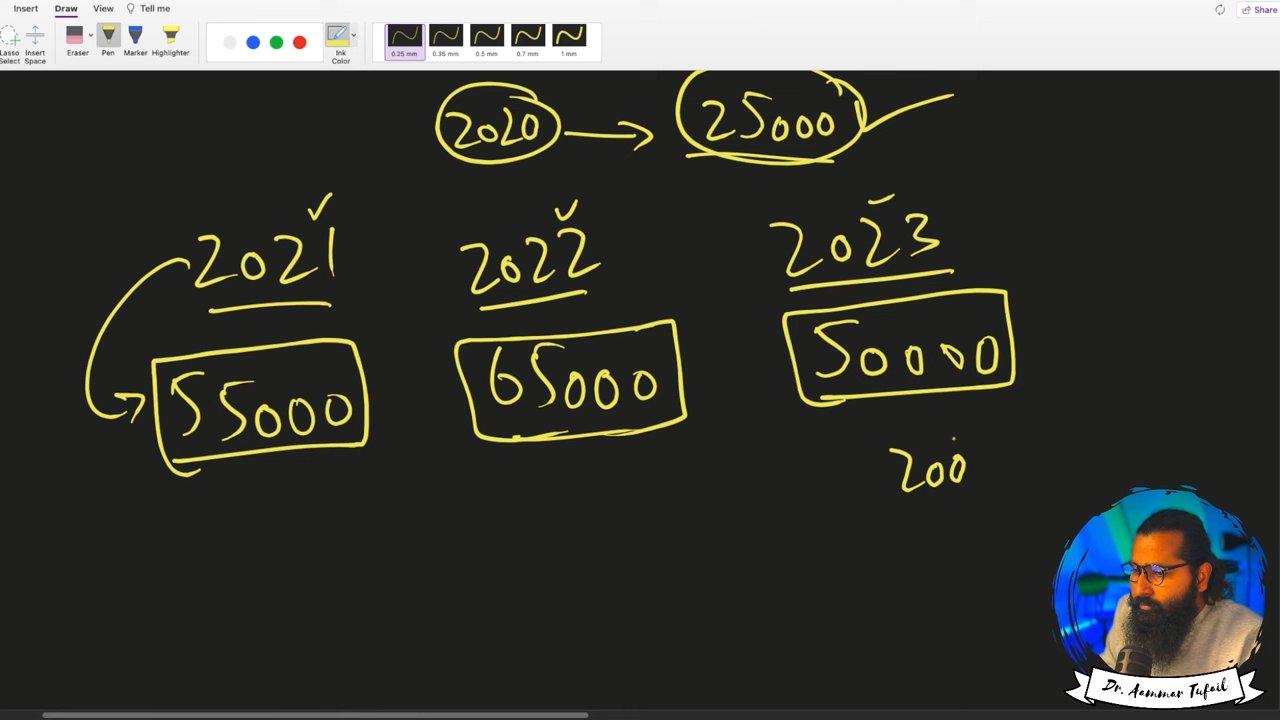 Insert Draw View Tell me
Share
Lasso Select
Insert Space
Eraser
Pen
Marker
Highlighter
Ink Color
0.25 mm
0.35 mm
0.5 mm
0.7 mm
1 mm
2020 → 25000
2021 2022 2023
55000 65000 50000
200
Dr. Aammar Tufail